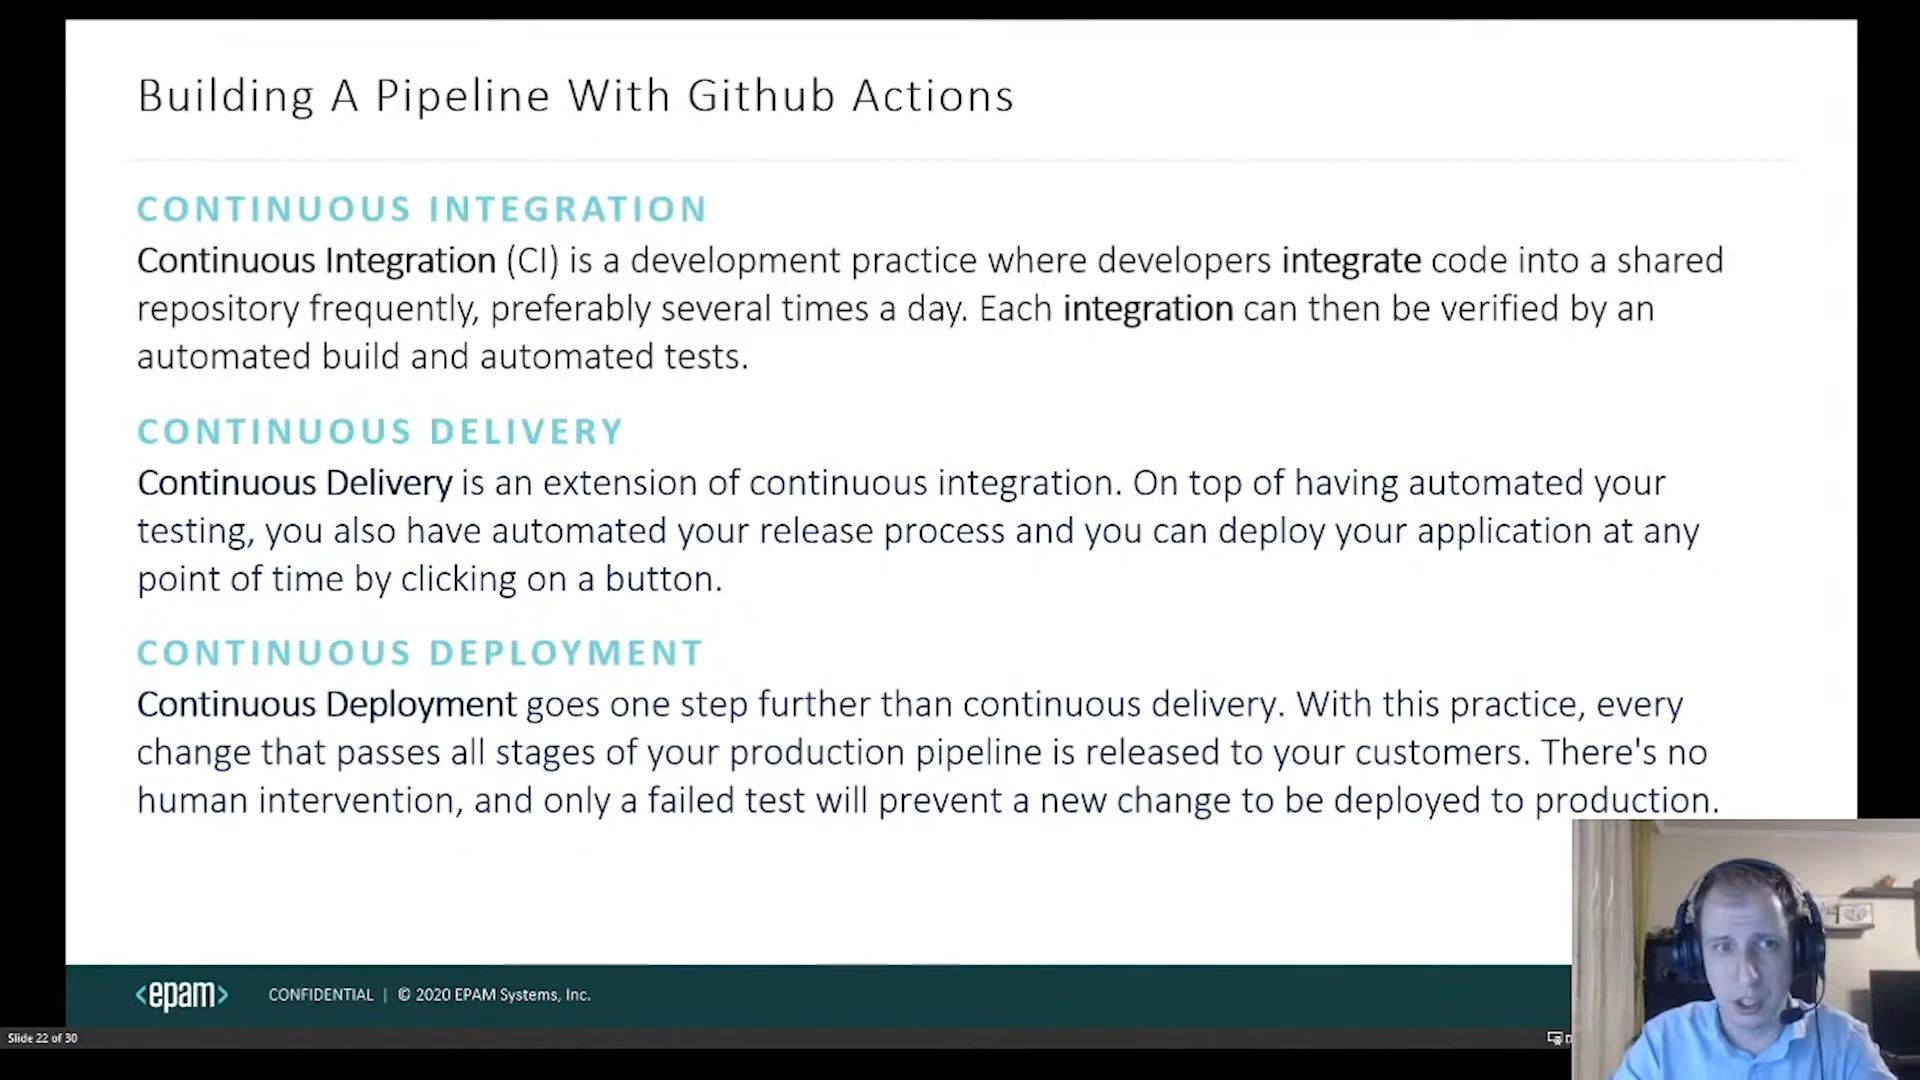 Building A Pipeline With Github Actions
CONTINUOUS INTEGRATION
Continuous Integration (CI) is a development practice where developers integrate code into a shared
repository frequently, preferably several times a day. Each integration can then be verified by an
automated build and automated tests.
CONTINUOUS DELIVERY
Continuous Delivery is an extension of continuous integration. On top of having automated your
testing, you also have automated your release process and you can deploy your application at any
point of time by clicking on a button.
CONTINUOUS DEPLOYMENT
Continuous Deployment goes one step further than continuous delivery. With this practice, every
change that passes all stages of your production pipeline is released to your customers. There's no
human intervention, and only a failed test will prevent a new change to be deployed to production.
<epam> CONFIDENTIAL | © 2020 EPAM Systems, Inc.
Slide 22 of 30